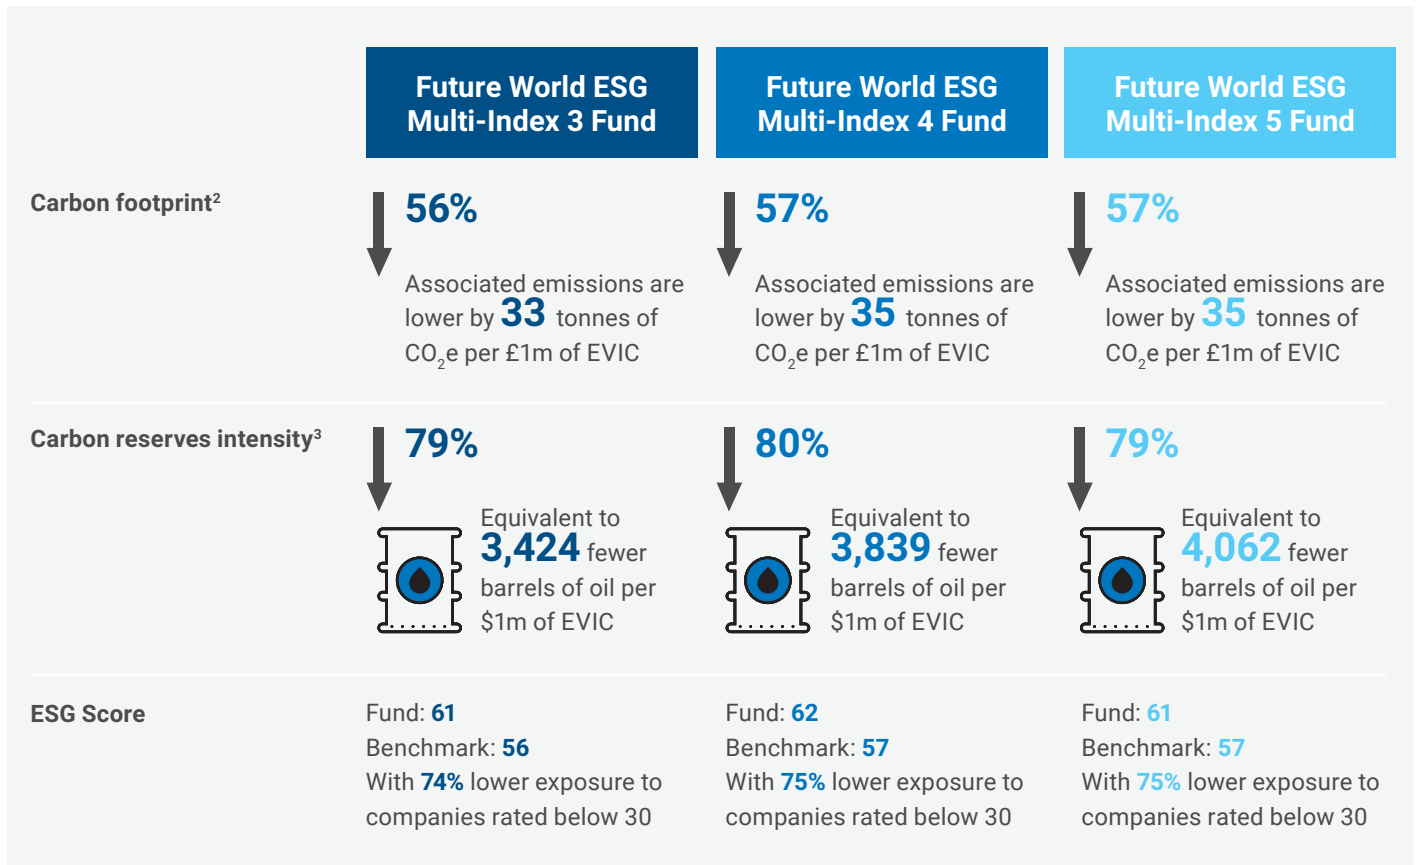 Future World ESG
Multi-Index 3 Fund
Future World ESG
Multi-Index 4 Fund
Future World ESG
Multi-Index 5 Fund
Carbon footprint²
56%
Associated emissions are
lower by 33 tonnes of
CO₂e per £1m of EVIC
57%
Associated emissions are
lower by 35 tonnes of
CO₂e per £1m of EVIC
57%
Associated emissions are
lower by 35 tonnes of
CO₂e per £1m of EVIC
Carbon reserves intensity³
79%
Equivalent to
3,424 fewer
barrels of oil per
$1m of EVIC
80%
Equivalent to
3,839 fewer
barrels of oil per
$1m of EVIC
79%
Equivalent to
4,062 fewer
barrels of oil per
$1m of EVIC
ESG Score
Fund: 61
Benchmark: 56
With 74% lower exposure to
companies rated below 30
Fund: 62
Benchmark: 57
With 75% lower exposure to
companies rated below 30
Fund: 61
Benchmark: 57
With 75% lower exposure to
companies rated below 30